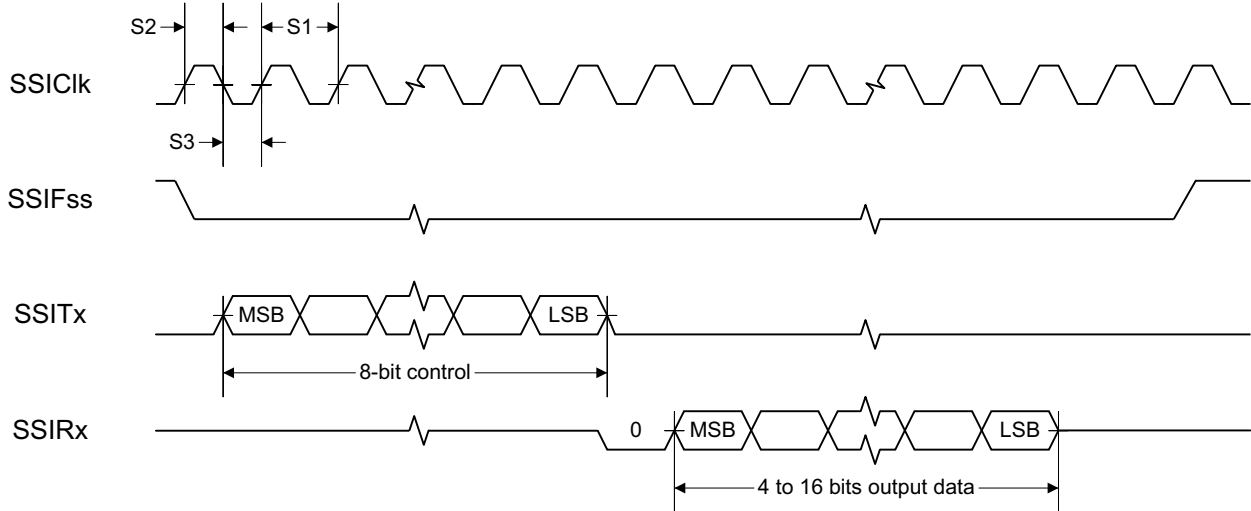 S2
S1
SSIClk
S3
SSIFss
SSITx
MSB
LSB
8-bit control
SSIRx
0
MSB
LSB
4 to 16 bits output data